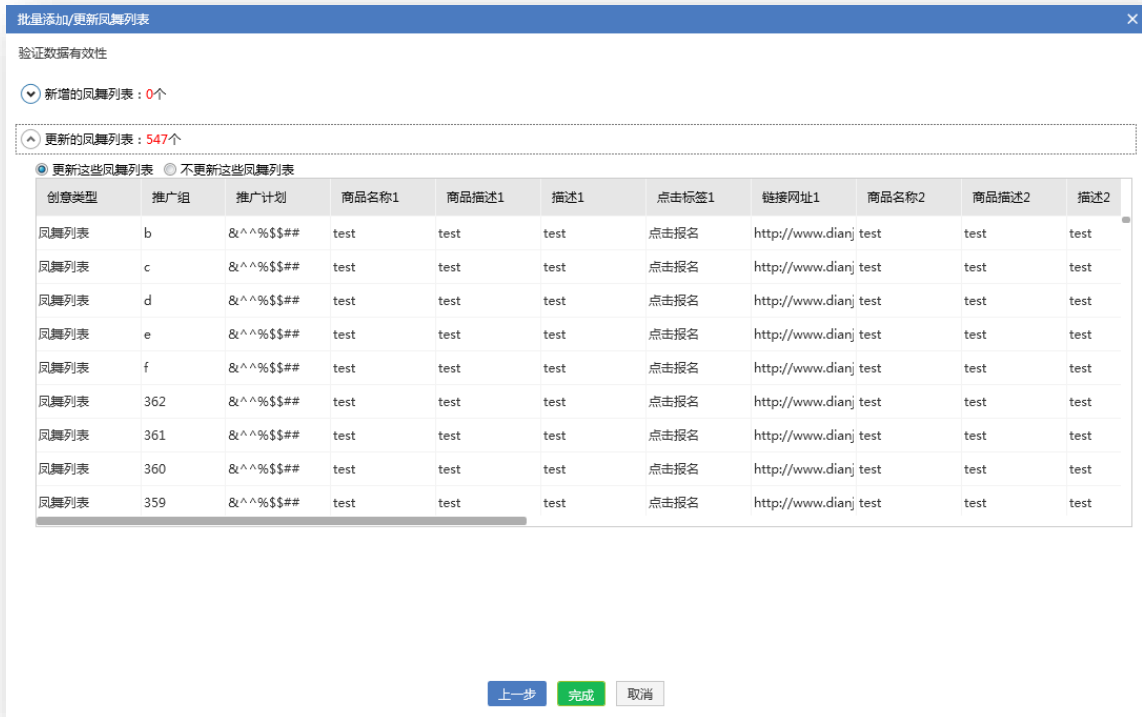 批量添加/更新凤舞列表
验证数据有效性
新增的凤舞列表：0个
更新的凤舞列表：547个
更新这些凤舞列表 不更新这些凤舞列表
创意类型 推广组 推广计划 商品名称1 商品描述1 描述1 点击标签1 链接网址1 商品名称2 商品描述2 描述2
凤舞列表 b &^^%$$## test test test 点击报名 http://www.dianj test test test
凤舞列表 c &^^%$$## test test test 点击报名 http://www.dianj test test test
凤舞列表 d &^^%$$## test test test 点击报名 http://www.dianj test test test
凤舞列表 e &^^%$$## test test test 点击报名 http://www.dianj test test test
凤舞列表 f &^^%$$## test test test 点击报名 http://www.dianj test test test
凤舞列表 362 &^^%$$## test test test 点击报名 http://www.dianj test test test
凤舞列表 361 &^^%$$## test test test 点击报名 http://www.dianj test test test
凤舞列表 360 &^^%$$## test test test 点击报名 http://www.dianj test test test
凤舞列表 359 &^^%$$## test test test 点击报名 http://www.dianj test test test
上一步 完成 取消